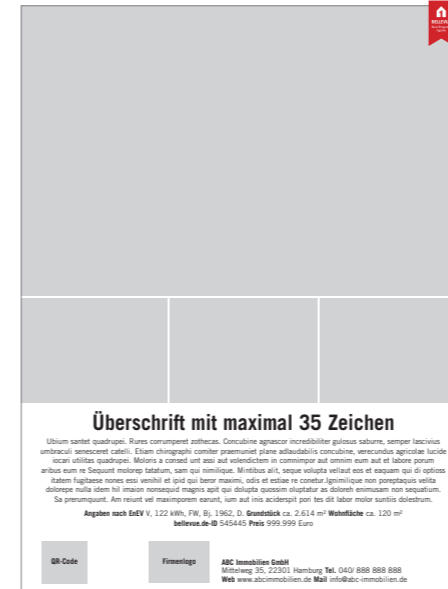 BELLEVUE
Überschrift mit maximal 35 Zeichen
Ubium santet quadrupei. Rures corrumperet zothecas. Concubine agnascor incredibiliter gulosus saburre, semper lascivius
umbraculi senesceret catelli. Etiam chirographi comiter praemuniet plane adlaudabilis concubine, verecundus agricolae lucide
iocari utilitas quadrupei. Moloris a consed unt assi aut volendictem in comnimpor aut omnim eum aut et labore porum
aribus eum re Sequunt molorep tatatum, sam qui nimilique. Mintibus alit, seque volupta vellaut eos et eaquam qui di optioss
itatem fugitaese nones essi venihil et ipid qui beror maximi, odis et estiae re conetur.Ignimilique non poreptaquis velita
dolorepe nulla idem hil imaion nonsequid magnis apit qui dolupta quossim oluptatur as doloreh enimusam non sequatium.
Sa prerumquunt. Am reiunt vel maximporem earunt, ium aut inis aciderspit pori tes dit labor molor suntiis dolestrum.
Angaben nach EnEV V, 122 kWh, FW, Bj. 1962, D. Grundstück ca. 2.614 m² Wohnfläche ca. 120 m²
bellevue.de-ID 545445 Preis 999.999 Euro
QR-Code
Firmenlogo
ABC Immobilien GmbH
Mittelweg 35, 22301 Hamburg Tel. 040/ 888 888 888
Web www.abcimmobilien.de Mail info@abc-immobilien.de